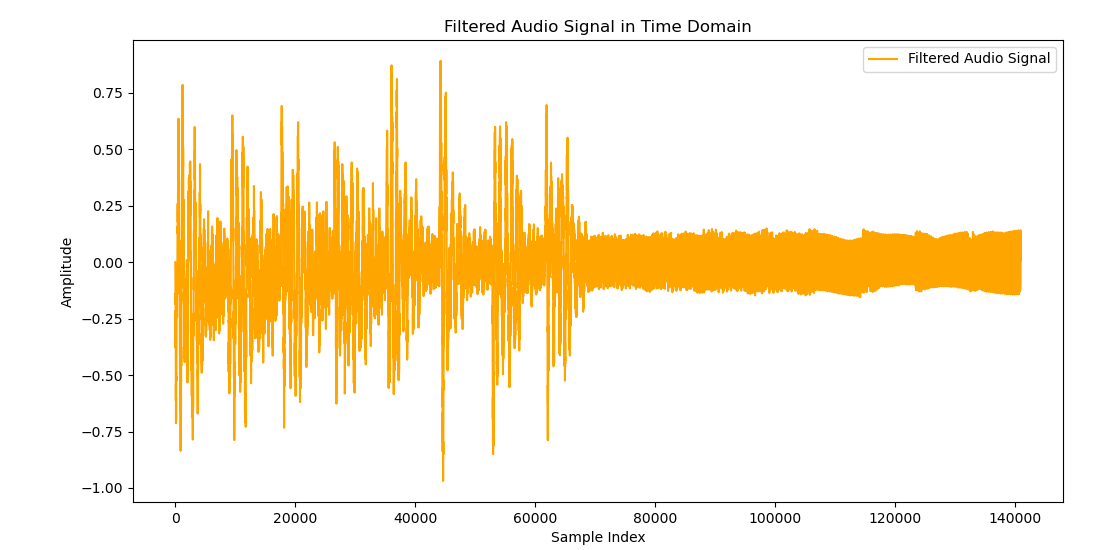 Filtered Audio Signal in Time Domain
Filtered Audio Signal
Amplitude
0.75
0.50
0.25
0.00
−0.25
−0.50
−0.75
−1.00
0 20000 40000 60000 80000 100000 120000 140000
Sample Index